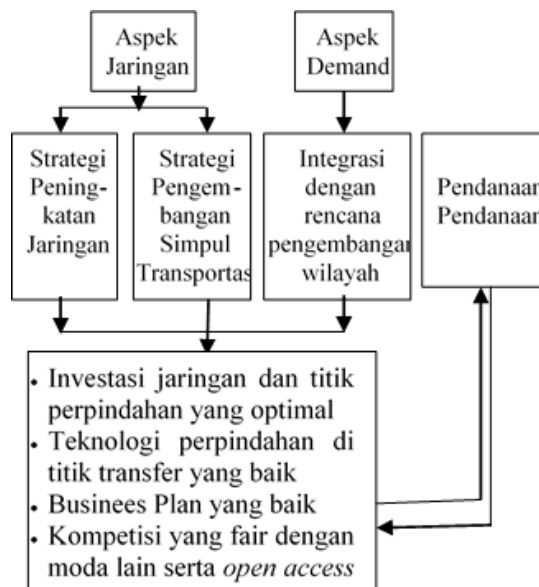 Aspek
Jaringan
Aspek
Demand
Strategi
Pening-
katan
Jaringan
Strategi
Pengem-
bangan
Simpul
Transportas
Integrasi
dengan
rencana
pengembangan
wilayah
Pendanaan
Pendanaan
• Investasi jaringan dan titik
perpindahan yang optimal
• Teknologi perpindahan di
titik transfer yang baik
• Businees Plan yang baik
• Kompetisi yang fair dengan
moda lain serta open access